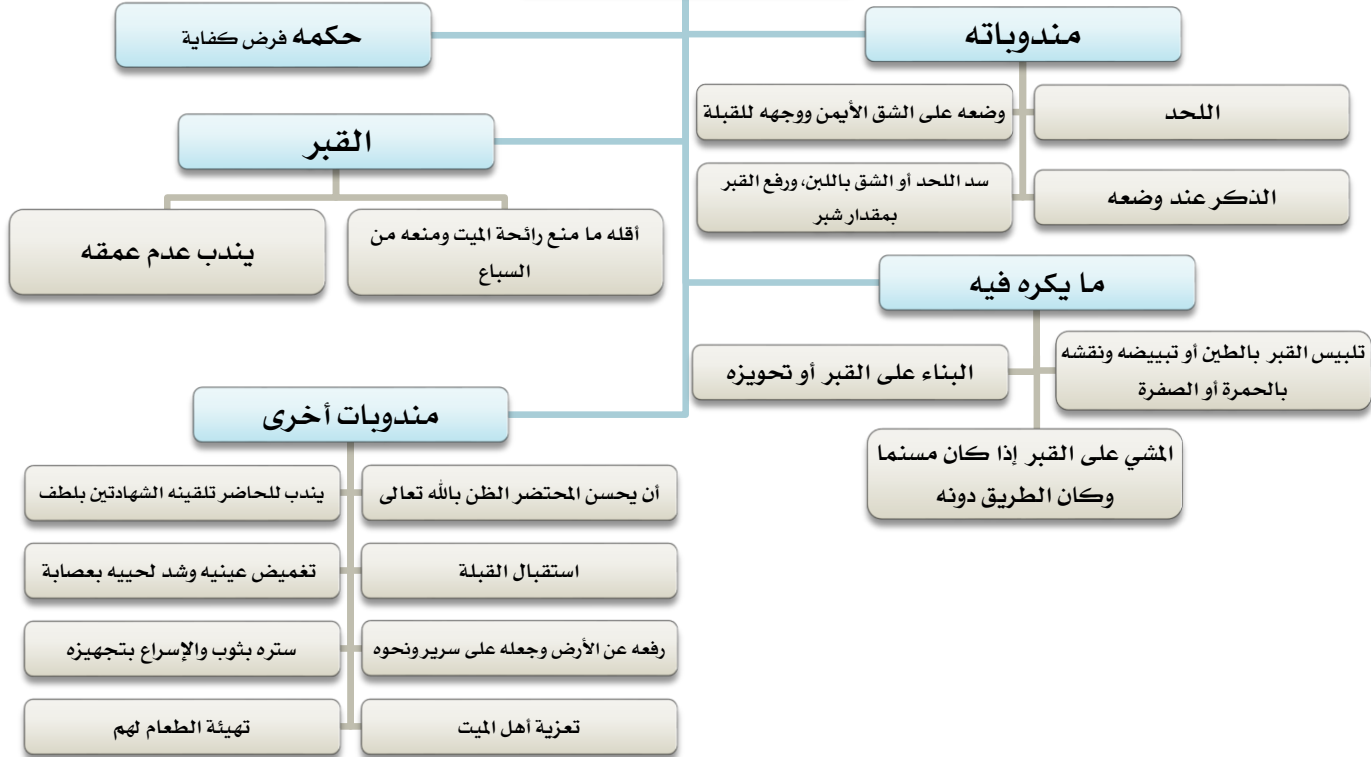 حكمه فرض كفاية
مندوباته
اللحد
وضعه على الشق الأيمن ووجهه للقبلة
الذكر عند وضعه
سد اللحد أو الشق باللبن، ورفع القبر
بمقدار شبر
القبر
أقله ما منع رائحة الميت ومنعه من
السباع
يندب عدم عمقه
ما يكره فيه
تلبيس القبر بالطين أو تبييضه ونقشه
بالحمرة أو الصفرة
البناء على القبر أو تحويزه
المشي على القبر إذا كان مسنما
وكان الطريق دونه
مندوبات أخرى
أن يحسن المحتضر الظن بالله تعالى
يندب للحاضر تلقينه الشهادتين بلطف
استقبال القبلة
تغميض عينيه وشد لحييه بعصابة
رفعه عن الأرض وجعله على سرير ونحوه
ستره بثوب والإسراع بتجهيزه
تعزية أهل الميت
تهيئة الطعام لهم